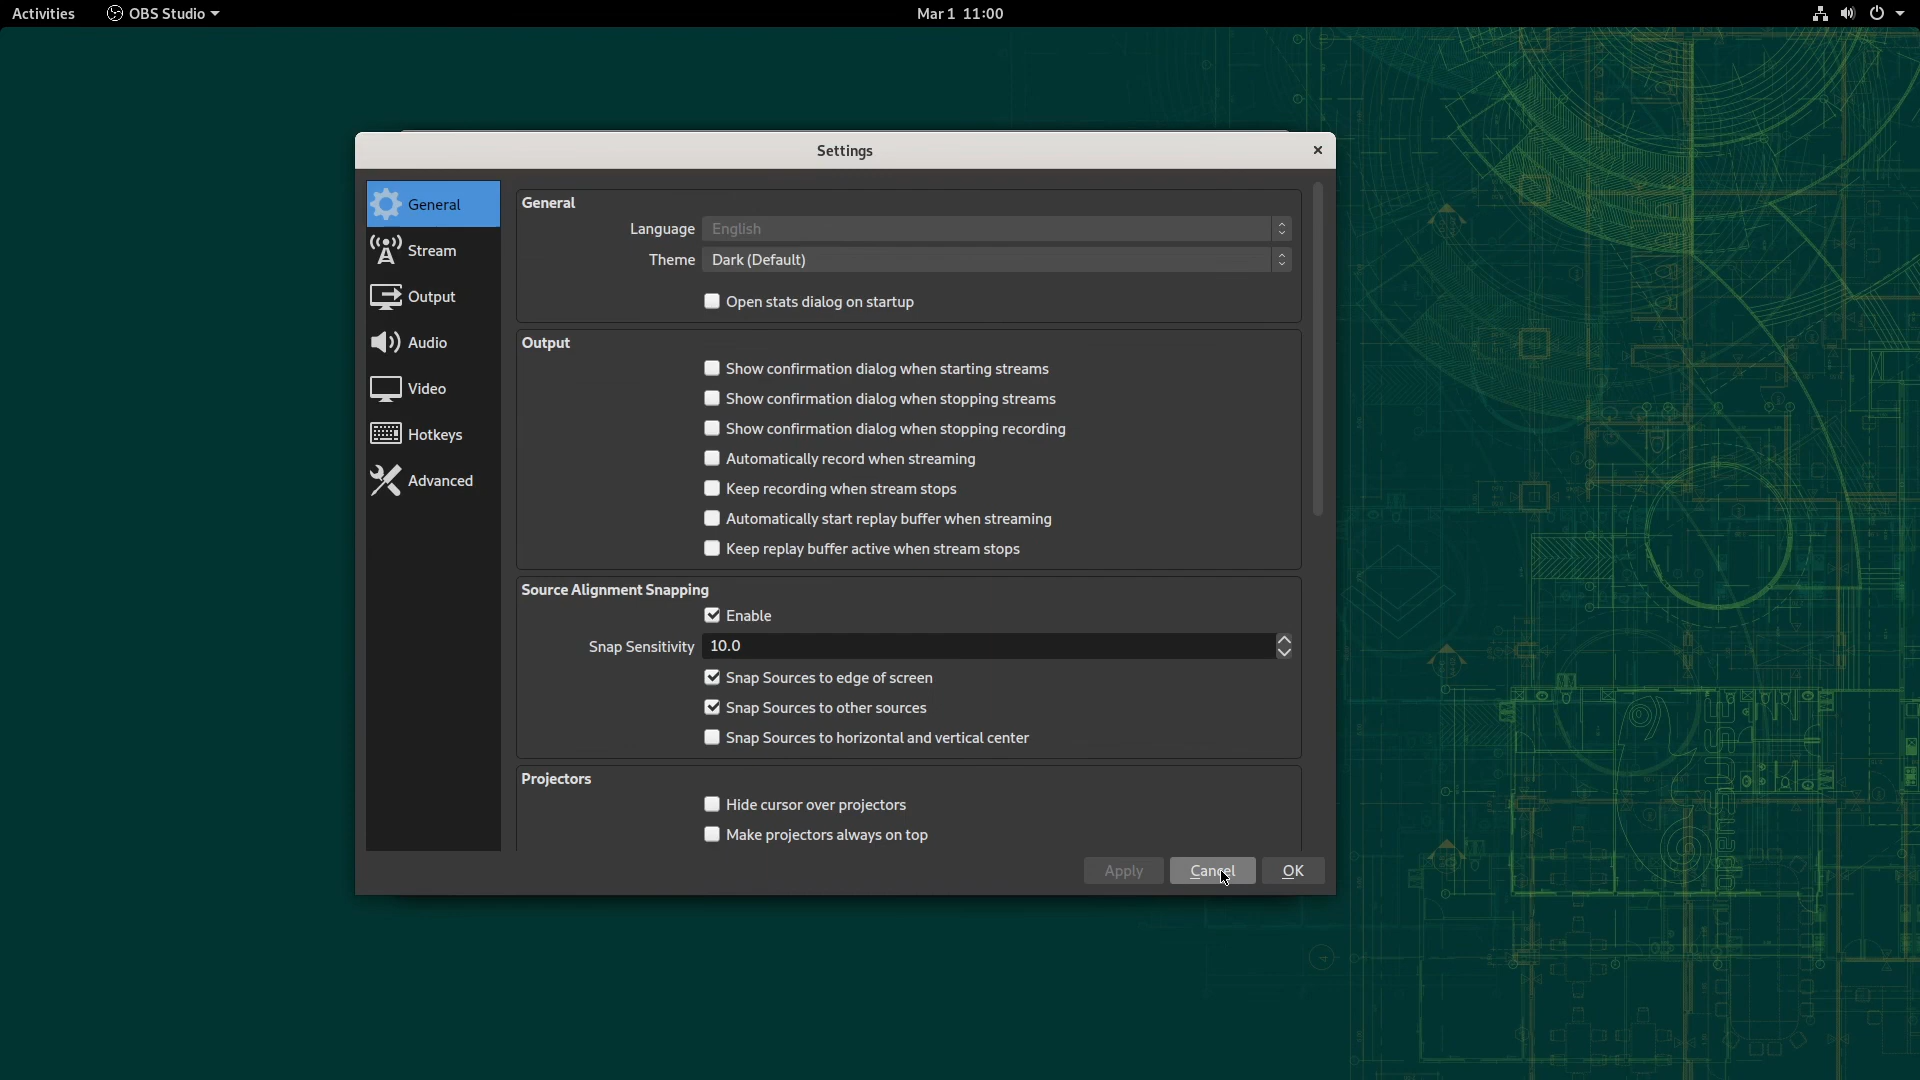 Activities
OBS Studio
Mar 1 11:00
Settings
×
General
Stream
Output
Audio
Video
Hotkeys
Advanced
General
Language English
Theme Dark (Default)
Open stats dialog on startup
Output
Show confirmation dialog when starting streams
Show confirmation dialog when stopping streams
Show confirmation dialog when stopping recording
Automatically record when streaming
Keep recording when stream stops
Automatically start replay buffer when streaming
Keep replay buffer active when stream stops
Source Alignment Snapping
Enable
Snap Sensitivity 10.0
Snap Sources to edge of screen
Snap Sources to other sources
Snap Sources to horizontal and vertical center
Projectors
Hide cursor over projectors
Make projectors always on top
Apply
Cancel
OK
openSUSE